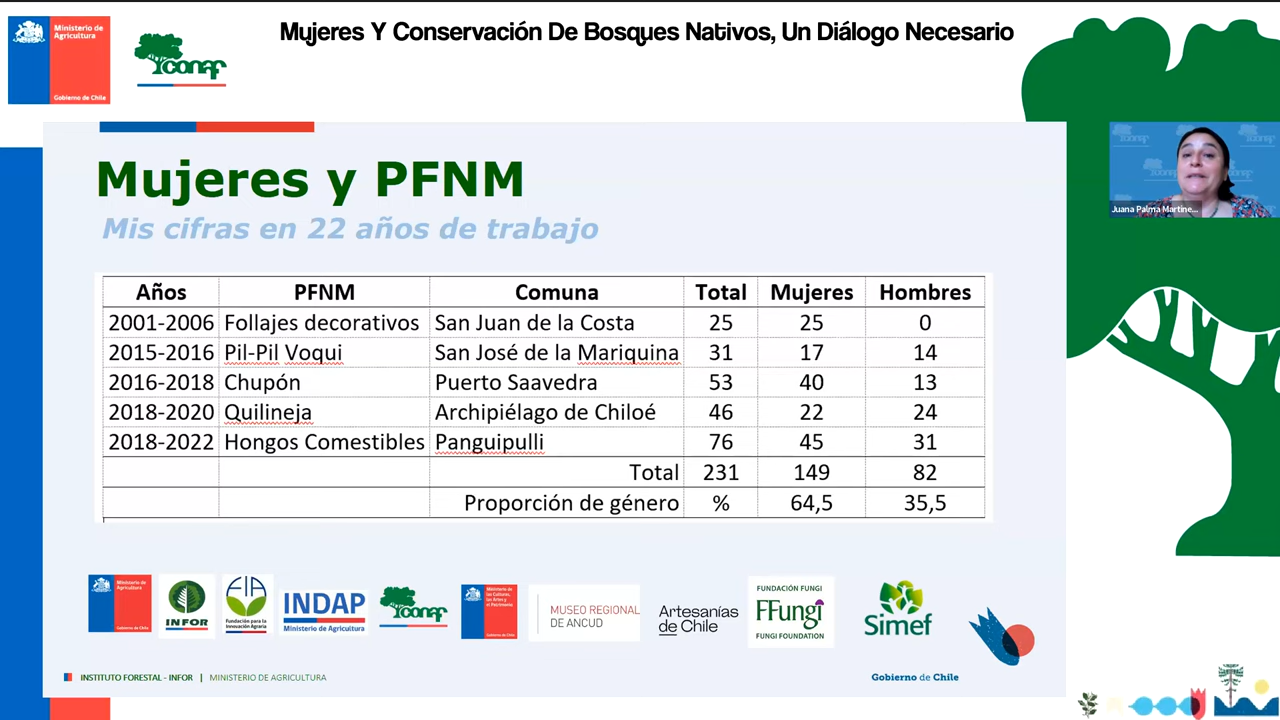 Ministerio de
Agricultura
Gobierno de Chile
conaf
Mujeres Y Conservación De Bosques Nativos, Un Diálogo Necesario
Mujeres y PFNM
Mis cifras en 22 años de trabajo
Juana Palma Martine...
Años PFNM Comuna Total Mujeres Hombres
2001-2006 Follajes decorativos San Juan de la Costa 25 25 0
2015-2016 Pil-Pil Voqui San José de la Mariquina 31 17 14
2016-2018 Chupón Puerto Saavedra 53 40 13
2018-2020 Quilineja Archipiélago de Chiloé 46 22 24
2018-2022 Hongos Comestibles Panguipulli 76 45 31
Total 231 149 82
Proporción de género % 64,5 35,5
Ministerio de
Agricultura
Gobierno de Chile
INFOR
FIA
Fundación para la
Innovación Agraria
INDAP
Ministerio de Agricultura
conaf
Ministerio de
las Culturas,
las Artes y
el Patrimonio
Gobierno de Chile
MUSEO REGIONAL
DE ANCUD
Artesanías
de Chile
FUNDACIÓN FUNGI
FFungi
FUNGI FOUNDATION
Simef
INSTITUTO FORESTAL - INFOR | MINISTERIO DE AGRICULTURA
Gobierno de Chile